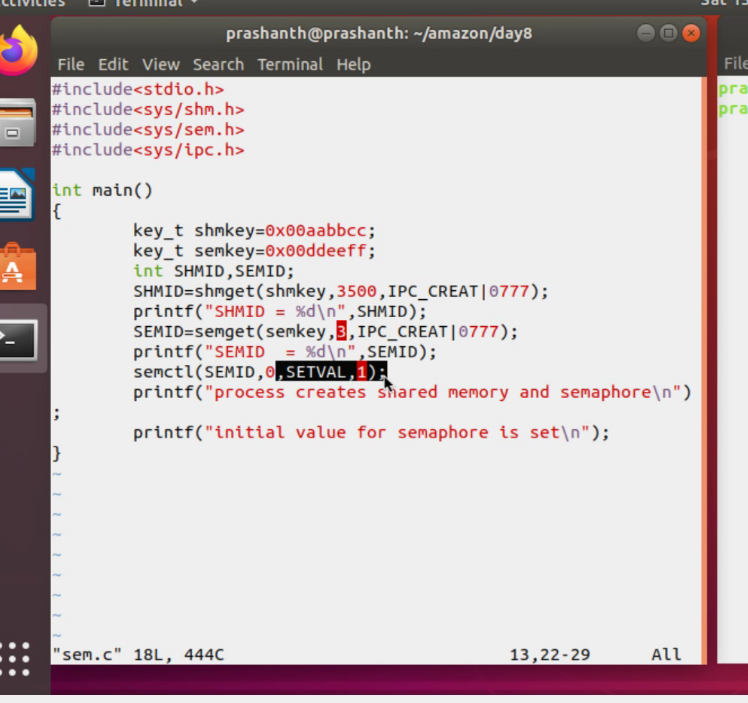 Terminal
Sat 13
prashanth@prashanth: ~/amazon/day8
File Edit View Search Terminal Help
File
#include<stdio.h>
#include<sys/shm.h>
#include<sys/sem.h>
#include<sys/ipc.h>
int main()
{
key_t shmkey=0x00aabbcc;
key_t semkey=0x00ddeeff;
int SHMID,SEMID;
SHMID=shmget(shmkey,3500,IPC_CREAT|0777);
printf("SHMID = %d\n",SHMID);
SEMID=semget(semkey,3,IPC_CREAT|0777);
printf("SEMID  = %d\n",SEMID);
semctl(SEMID,0,SETVAL,1);
printf("process creates shared memory and semaphore\n")
;
printf("initial value for semaphore is set\n");
}
~
~
~
~
~
~
~
~
~
"sem.c" 18L, 444C 13,22-29 All
pra
pra